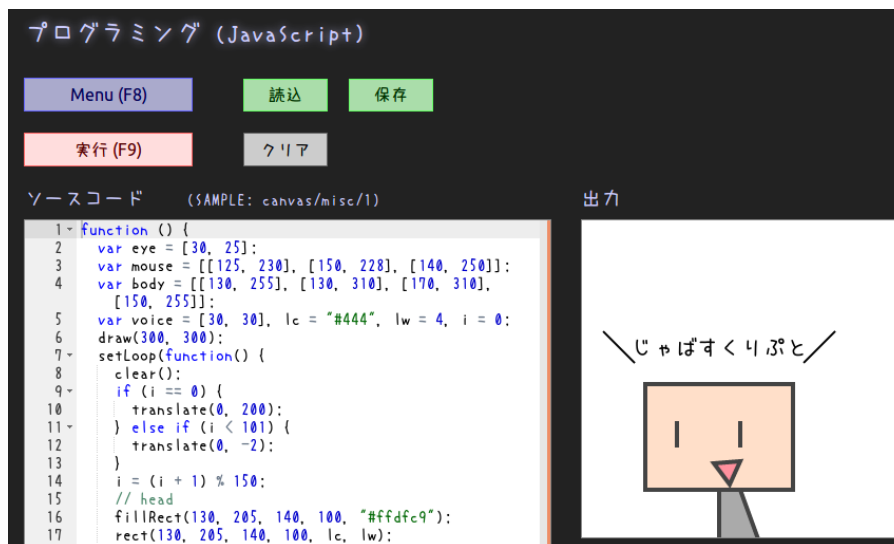 プログラミング (JavaScript)
Menu (F8)
読込
保存
実行 (F9)
クリア
ソースコード (SAMPLE: canvas/misc/1)
出力
1 function () {
2 var eye = [30, 25];
3 var mouse = [[125, 230], [150, 228], [140, 250]];
4 var body = [[130, 255], [130, 310], [170, 310],
[150, 255]];
5 var voice = [30, 30], lc = "#444", lw = 4, i = 0;
6 draw(300, 300);
7 setLoop(function() {
8 clear();
9 if (i == 0) {
10 translate(0, 200);
11 } else if (i < 101) {
12 translate(0, -2);
13 }
14 i = (i + 1) % 150;
15 // head
16 fillRect(130, 205, 140, 100, "#ffdfc9");
17 rect(130, 205, 140, 100, lc, lw);
じゃばすくりぷと